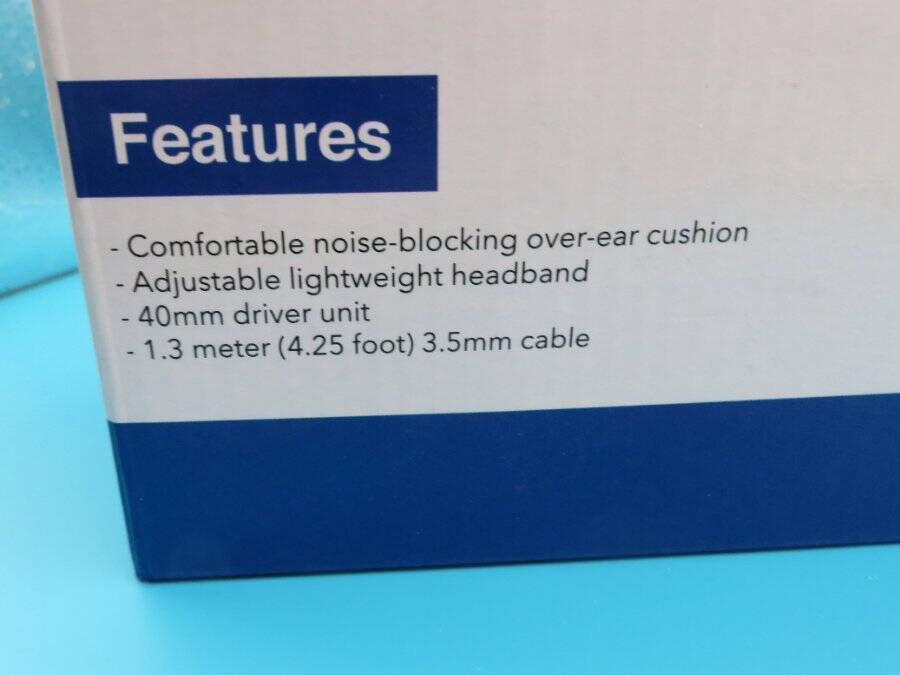 Features
- Comfortable noise-blocking over-ear cushion
- Adjustable lightweight headband
- 40mm driver unit
- 1.3 meter (4.25 foot) 3.5mm cable